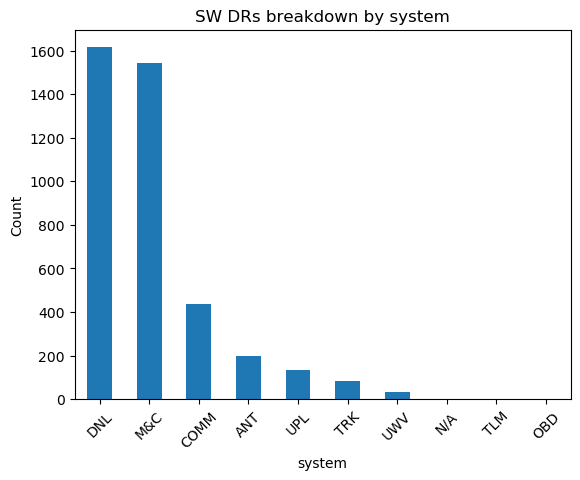 SW DRs breakdown by system
1600
1400
1200
1000
800
600
400
200
0
Count
DNL
M&C
COMM
ANT
UPL
TRK
UWV
N/A
TLM
OBD
system